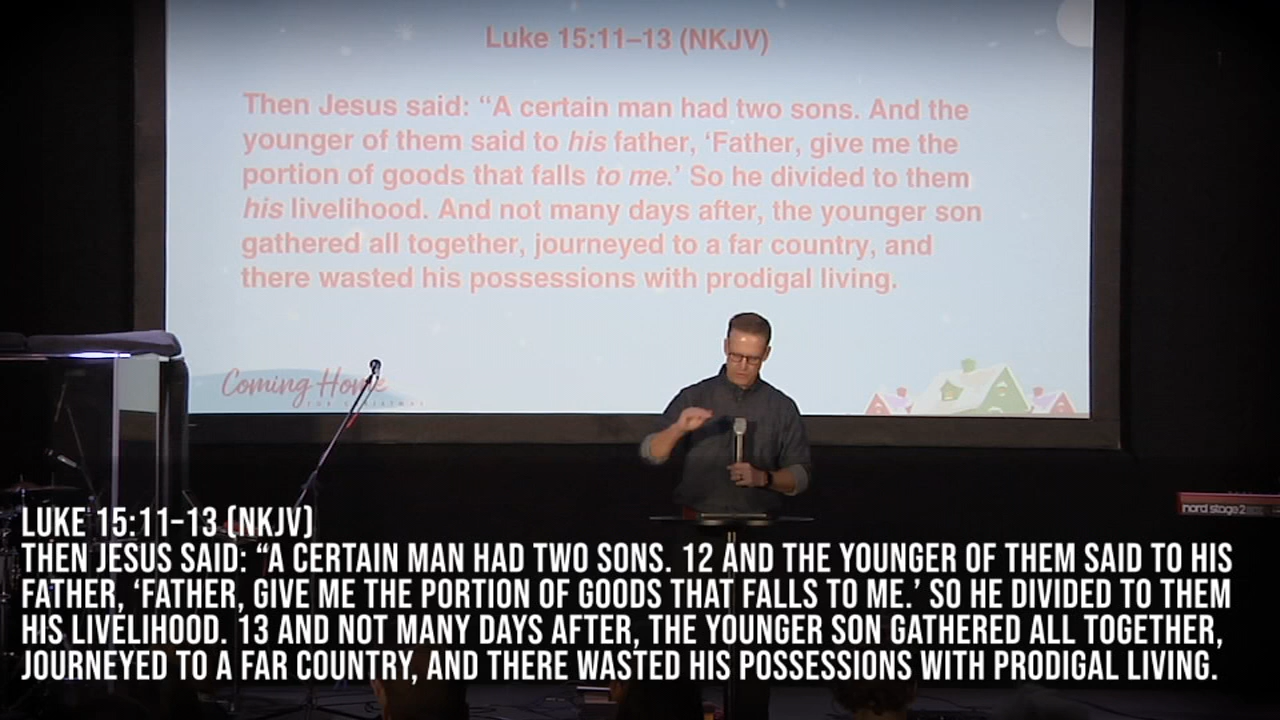 Luke 15:11–13 (NKJV)
Then Jesus said: “A certain man had two sons. And the
younger of them said to his father, ‘Father, give me the
portion of goods that falls to me.’ So he divided to them
his livelihood. And not many days after, the younger son
gathered all together, journeyed to a far country, and
there wasted his possessions with prodigal living.
Coming Home
FOR CHRISTMAS
nord stage 2
LUKE 15:11–13 (NKJV)
THEN JESUS SAID: “A CERTAIN MAN HAD TWO SONS. 12 AND THE YOUNGER OF THEM SAID TO HIS
FATHER, ‘FATHER, GIVE ME THE PORTION OF GOODS THAT FALLS TO ME.’ SO HE DIVIDED TO THEM
HIS LIVELIHOOD. 13 AND NOT MANY DAYS AFTER, THE YOUNGER SON GATHERED ALL TOGETHER,
JOURNEYED TO A FAR COUNTRY, AND THERE WASTED HIS POSSESSIONS WITH PRODIGAL LIVING.